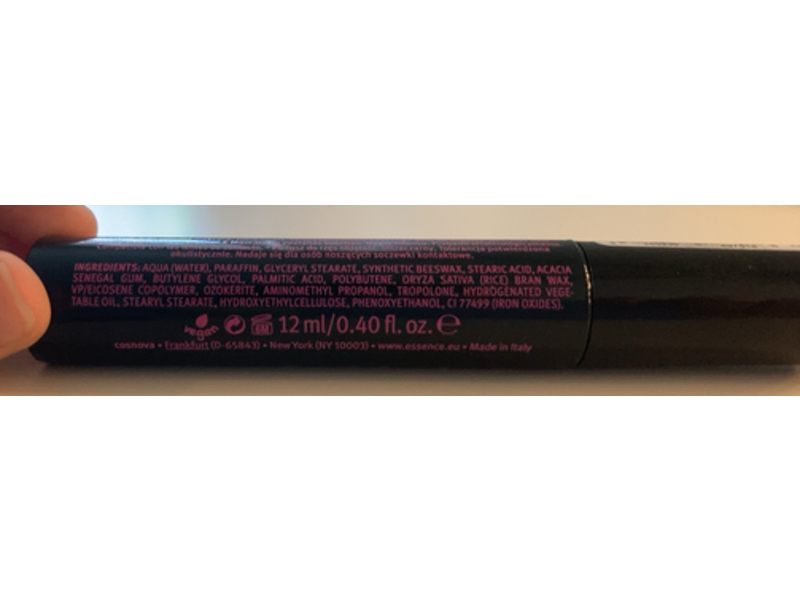 okulistycznie. Nadaje się dla osób noszących soczewki kontaktowe.
INGREDIENTS: AQUA (WATER), PARAFFIN, GLYCERYL STEARATE, SYNTHETIC BEESWAX, STEARIC ACID, ACACIA
SENEGAL GUM, BUTYLENE GLYCOL, PALMITIC ACID, POLYBUTENE, ORYZA SATIVA (RICE) BRAN WAX,
VP/EICOSENE COPOLYMER, OZOKERITE, AMINOMETHYL PROPANOL, TROPOLONE, HYDROGENATED VEGE-
TABLE OIL, STEARYL STEARATE, HYDROXYETHYLCELLULOSE, PHENOXYETHANOL, CI 77499 (IRON OXIDES).
vegan 6M 12 ml/0.40 fl. oz. e
cosnova • Frankfurt (D-65843) • New York (NY 10003) • www.essence.eu • Made in Italy